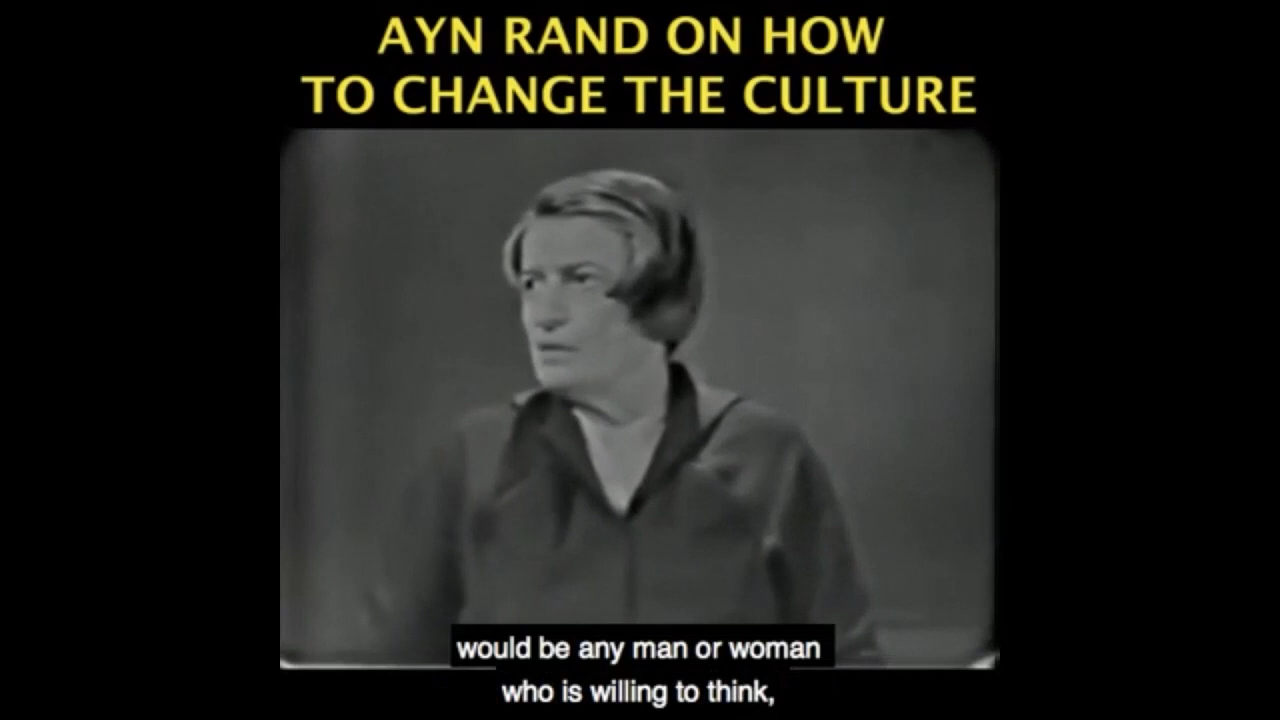 AYN RAND ON HOW
TO CHANGE THE CULTURE
would be any man or woman
who is willing to think,